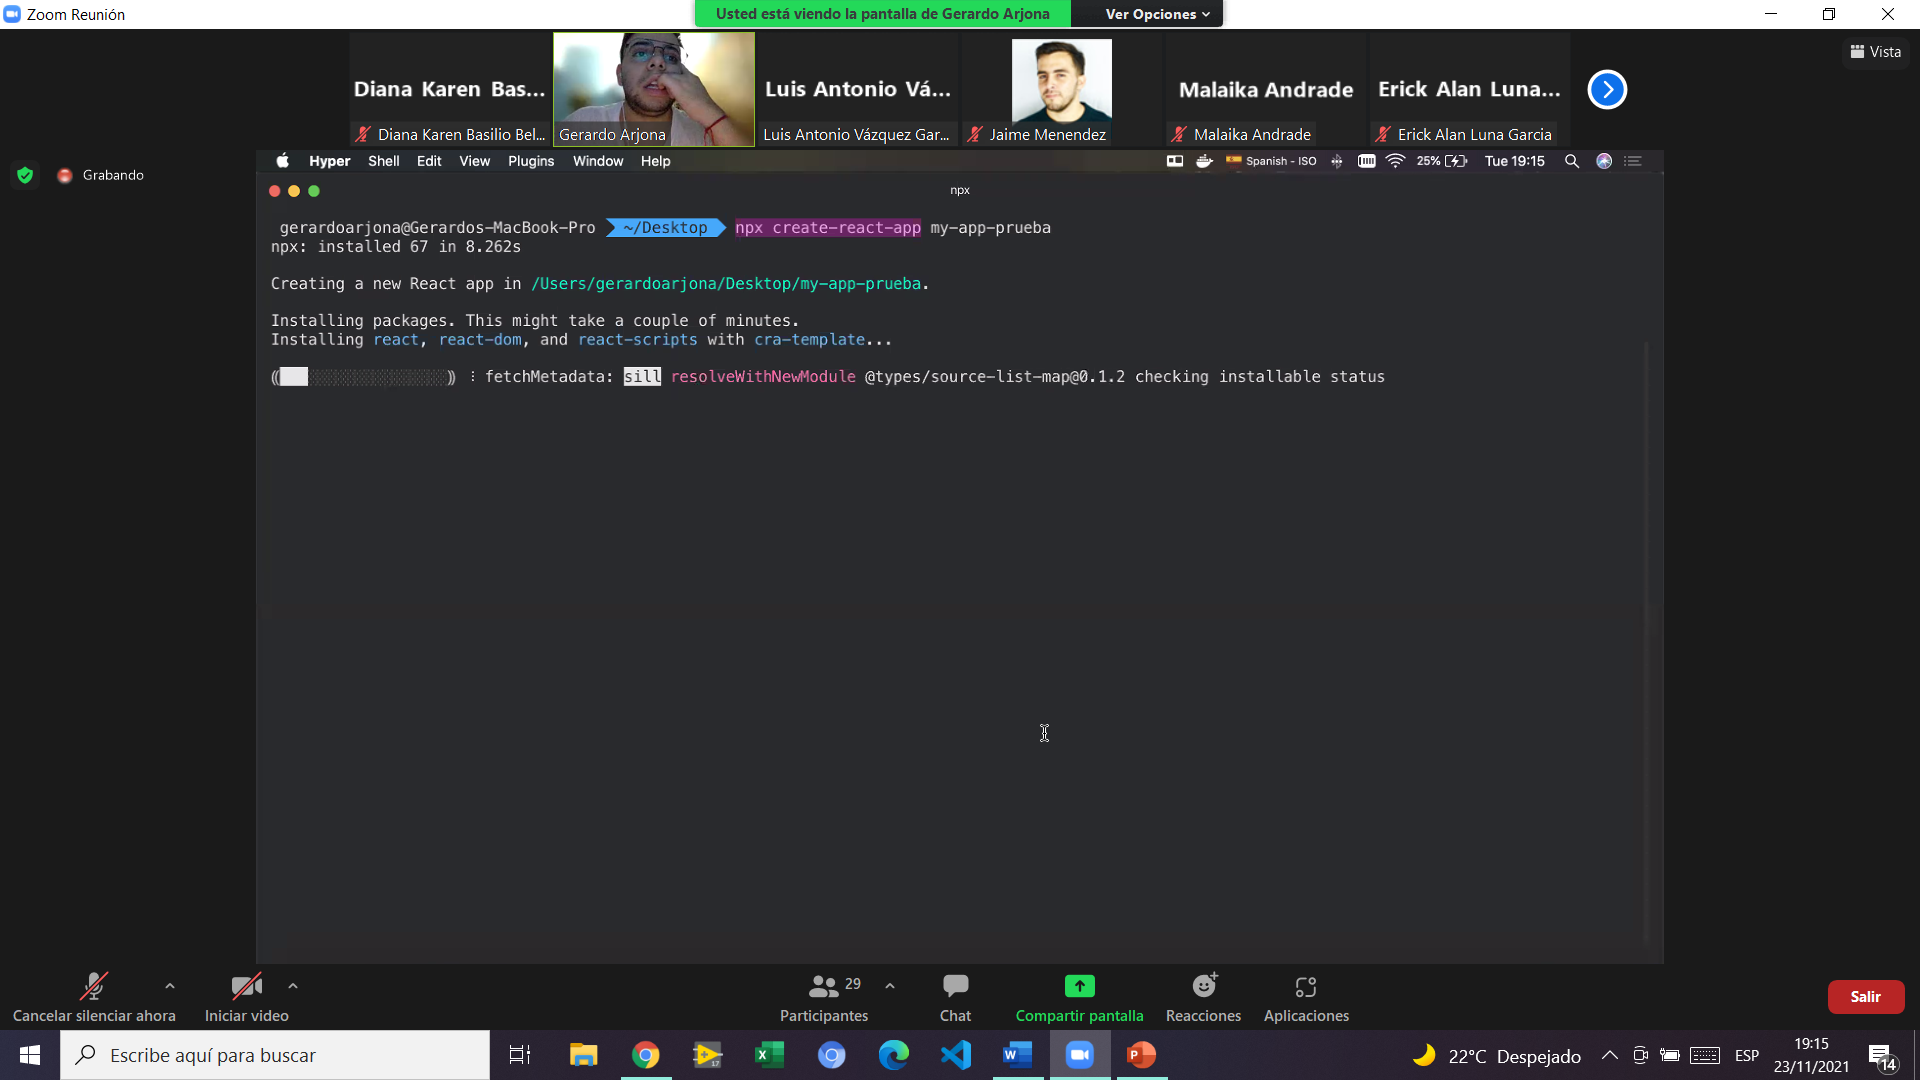 Zoom Reunión
Usted está viendo la pantalla de Gerardo Arjona
Ver Opciones
Vista
Diana Karen Bas...
Luis Antonio Vá...
Malaika Andrade
Erick Alan Luna...
Diana Karen Basilio Bel...
Gerardo Arjona
Luis Antonio Vázquez Gar...
Jaime Menendez
Malaika Andrade
Erick Alan Luna Garcia
Grabando
Hyper Shell Edit View Plugins Window Help
Spanish - ISO 25% Tue 19:15
npx
gerardoarjona@Gerardos-MacBook-Pro ~/Desktop npx create-react-app my-app-prueba
npx: installed 67 in 8.262s
Creating a new React app in /Users/gerardoarjona/Desktop/my-app-prueba.
Installing packages. This might take a couple of minutes.
Installing react, react-dom, and react-scripts with cra-template...
⸨███░░░░░░░░░░░░░░░⸩ ⠸ fetchMetadata: sill resolveWithNewModule @types/source-list-map@0.1.2 checking installable status
Cancelar silenciar ahora
Iniciar video
29
Participantes
Chat
Compartir pantalla
Reacciones
Aplicaciones
Salir
Escribe aquí para buscar
22°C Despejado
ESP
19:15
23/11/2021
14